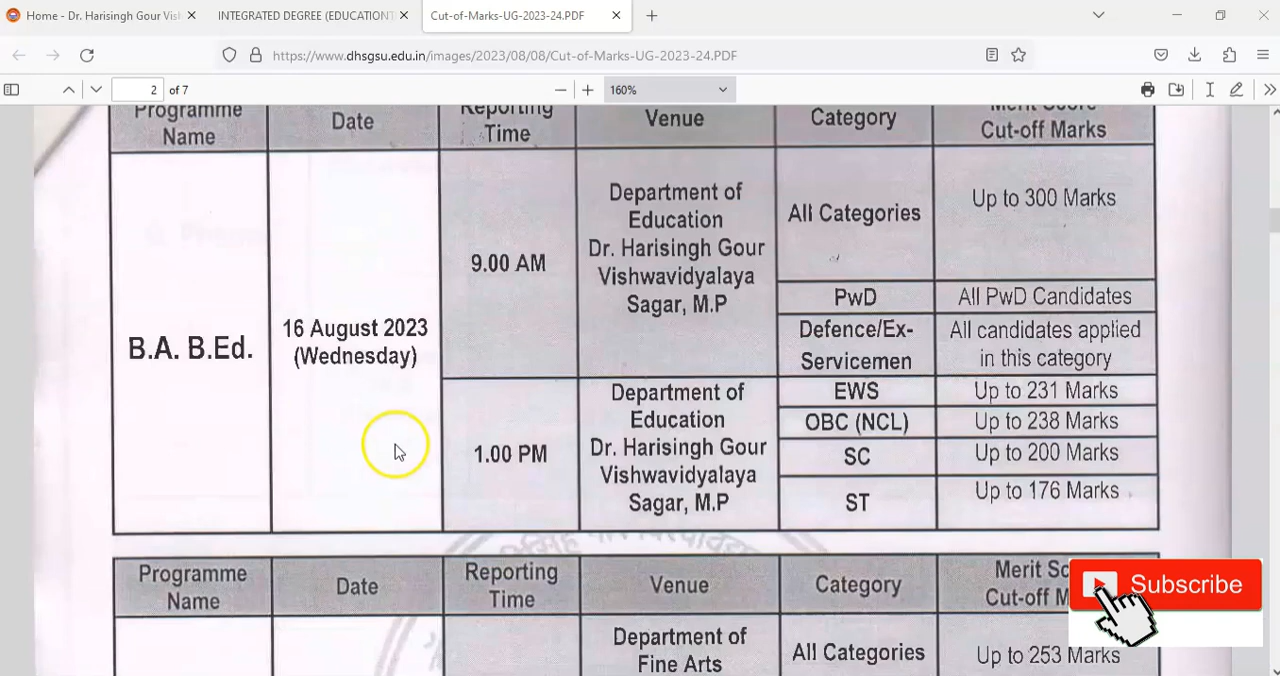 Home - Dr. Harisingh Gour Vish
INTEGRATED DEGREE (EDUCATION
Cut-of-Marks-UG-2023-24.PDF
https://www.dhsgsu.edu.in/images/2023/08/08/Cut-of-Marks-UG-2023-24.PDF
2 of 7
160%
Programme
Name
Date
Reporting
Time
Venue
Category
Merit Score
Cut-off Marks
B.A. B.Ed.
16 August 2023
(Wednesday)
9.00 AM
Department of
Education
Dr. Harisingh Gour
Vishwavidyalaya
Sagar, M.P
All Categories
Up to 300 Marks
PwD
All PwD Candidates
Defence/Ex-
Servicemen
All candidates applied
in this category
1.00 PM
Department of
Education
Dr. Harisingh Gour
Vishwavidyalaya
Sagar, M.P
EWS
Up to 231 Marks
OBC (NCL)
Up to 238 Marks
SC
Up to 200 Marks
ST
Up to 176 Marks
Programme
Name
Date
Reporting
Time
Venue
Category
Merit Sc
Cut-off M
Department of
Fine Arts
All Categories
Up to 253 Marks
Subscribe